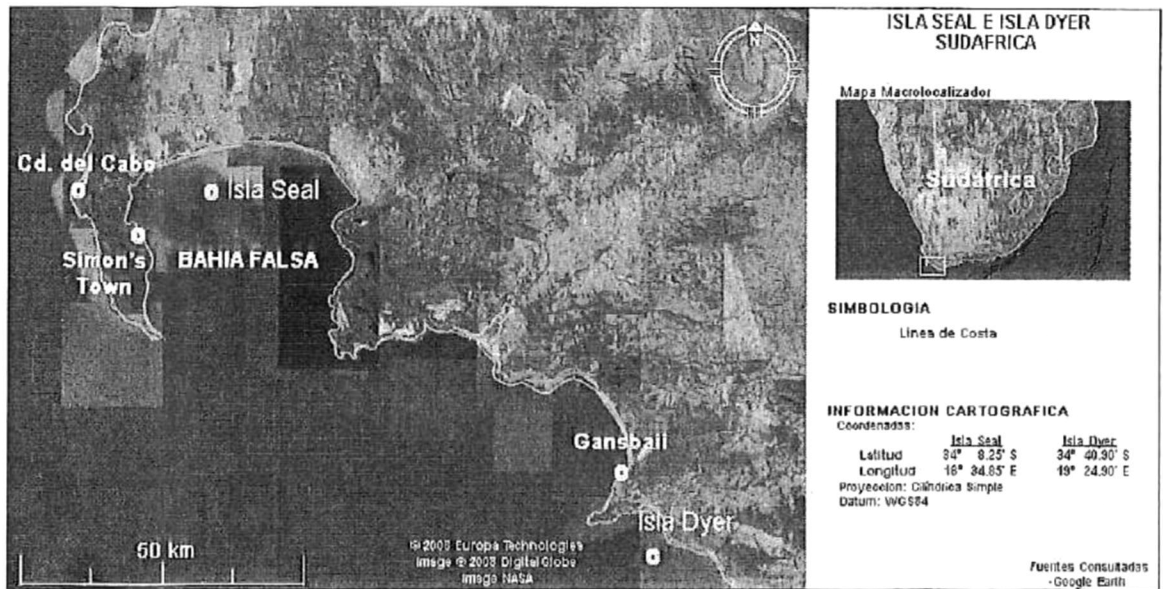 ISLA SEAL E ISLA DYER
SUDAFRICA
Mapa Macrolocalizador
Sudáfrica
SIMBOLOGIA
Linea de Costa
INFORMACION CARTOGRAFICA
Coordenadas:
Isla Seal Isla Dyer
Latitud 34° 8.25' S 34° 40.90' S
Longitud 18° 34.85' E 19° 24.90' E
Proyeccion: Cilindrica Simple
Datum: WGS84
Fuentes Consultadas
-Google Earth
N
Cd. del Cabo
Isla Seal
Simon's
Town
BAHIA FALSA
Gansbaii
Isla Dyer
50 km
© 2008 Europa Technologies
Image © 2008 DigitalGlobe
Image NASA